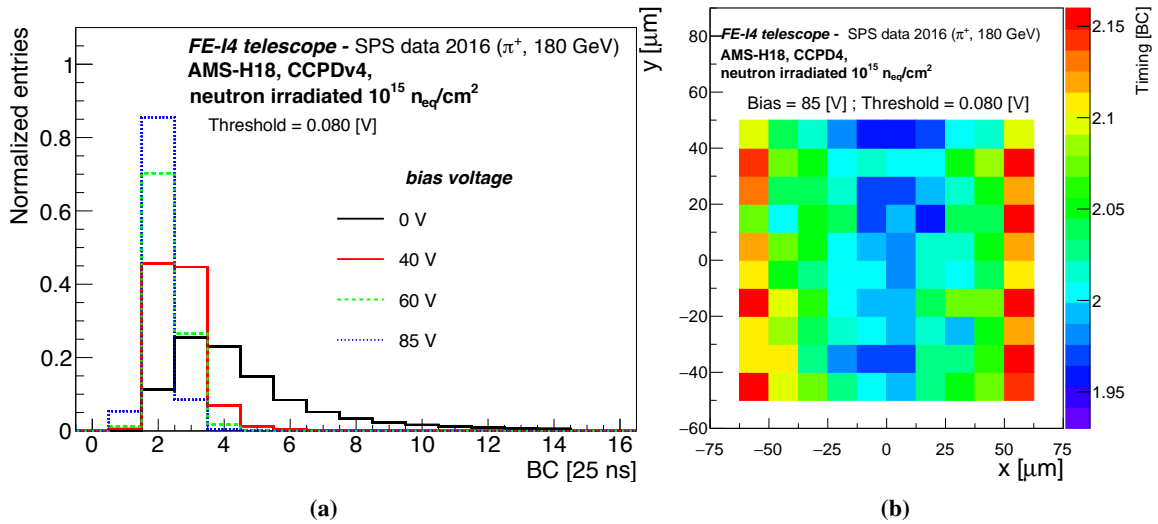 FE-I4 telescope - SPS data 2016 (π⁺, 180 GeV)
AMS-H18, CCPDv4,
neutron irradiated 10¹⁵ n_eq/cm²
Threshold = 0.080 [V]
bias voltage
0 V
40 V
60 V
85 V
Normalized entries
1
0.8
0.6
0.4
0.2
0
0 2 4 6 8 10 12 14 16
BC [25 ns]
(a)
FE-I4 telescope - SPS data 2016 (π⁺, 180 GeV)
AMS-H18, CCPD4,
neutron irradiated 10¹⁵ n_eq/cm²
Bias = 85 [V] ; Threshold = 0.080 [V]
y [μm]
80
60
40
20
0
−20
−40
−60
−75 −50 −25 0 25 50 75
x [μm]
Timing [BC]
2.15
2.1
2.05
2
1.95
(b)